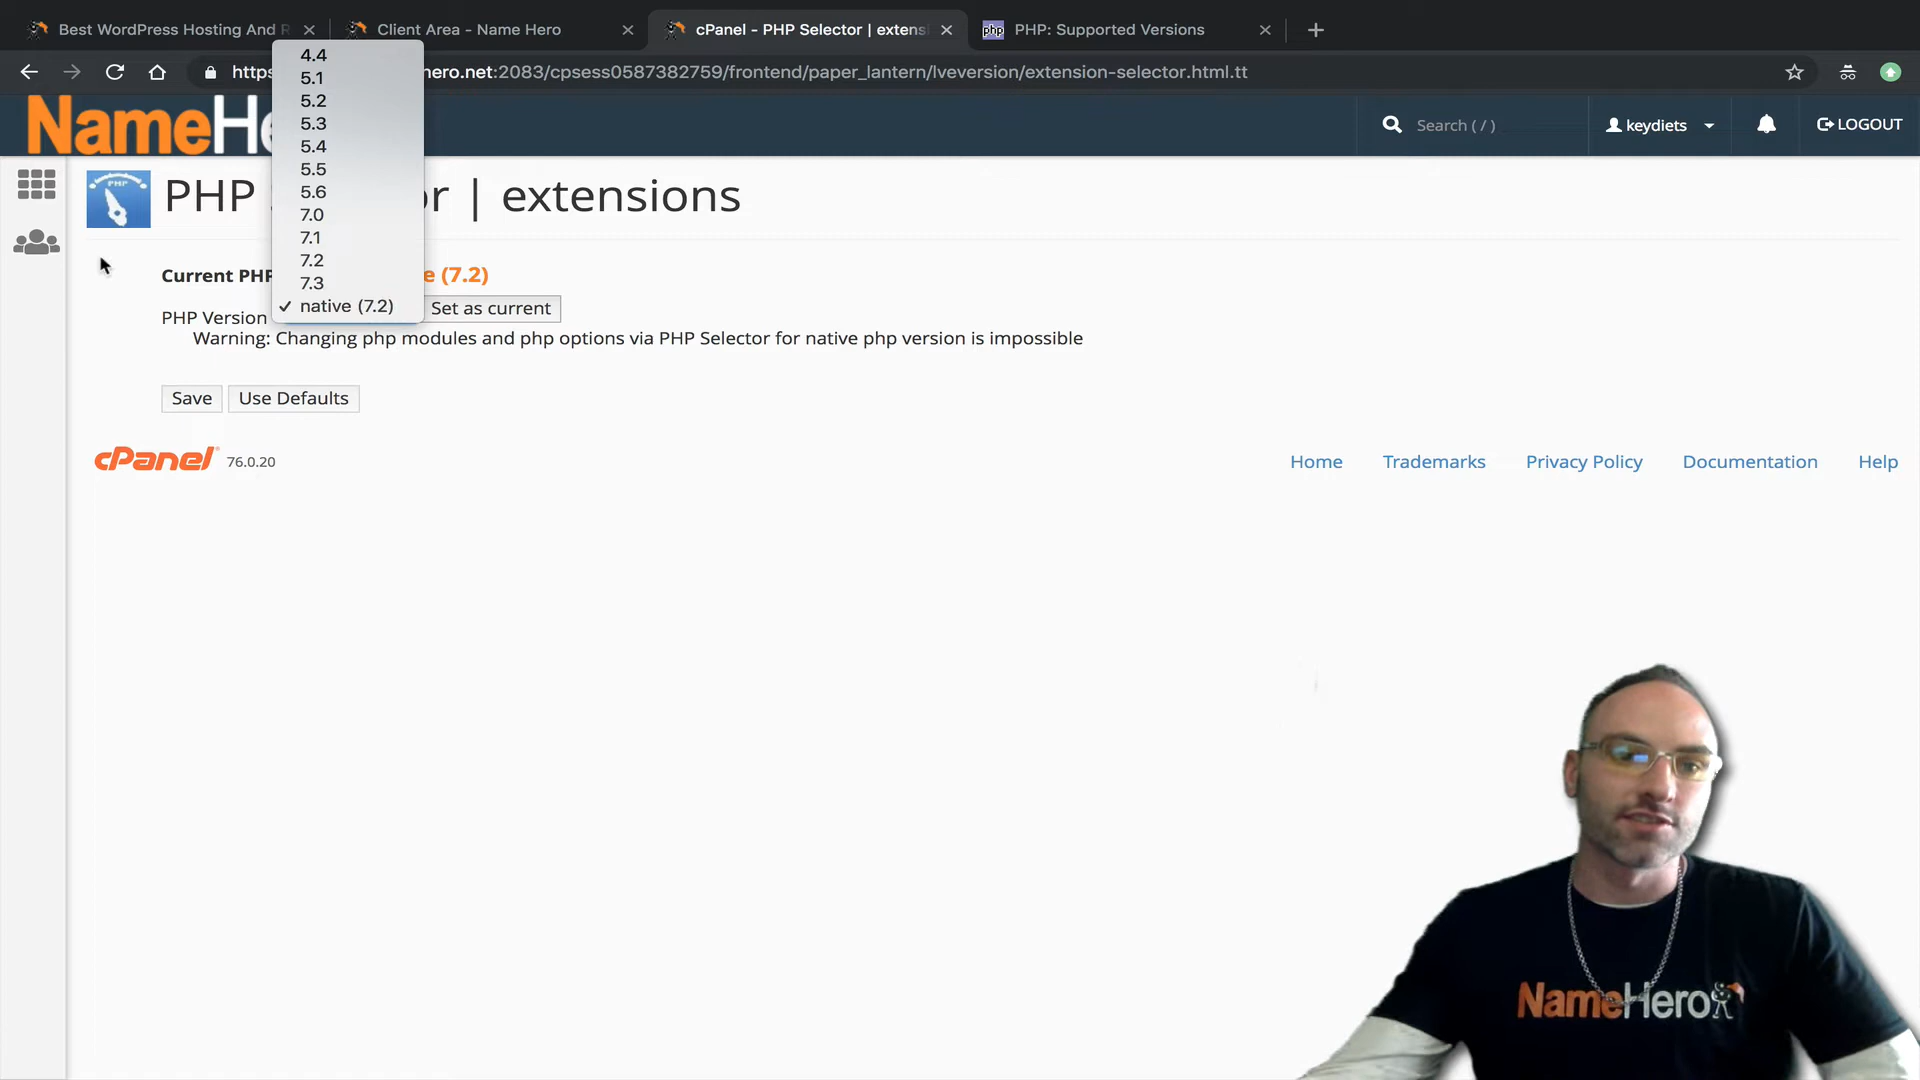 Best WordPress Hosting And R
Client Area - Name Hero
cPanel - PHP Selector | extens
php
PHP: Supported Versions
https
hero.net:2083/cpsess0587382759/frontend/paper_lantern/lveversion/extension-selector.html.tt
NameHe
Search ( / )
keydiets
LOGOUT
4.4
5.1
5.2
5.3
5.4
5.5
5.6
7.0
7.1
7.2
7.3
✓ native (7.2)
PHP
PHP or | extensions
Current PHP e (7.2)
PHP Version
Set as current
Warning: Changing php modules and php options via PHP Selector for native php version is impossible
Save
Use Defaults
cPanel 76.0.20
Home
Trademarks
Privacy Policy
Documentation
Help
NameHero